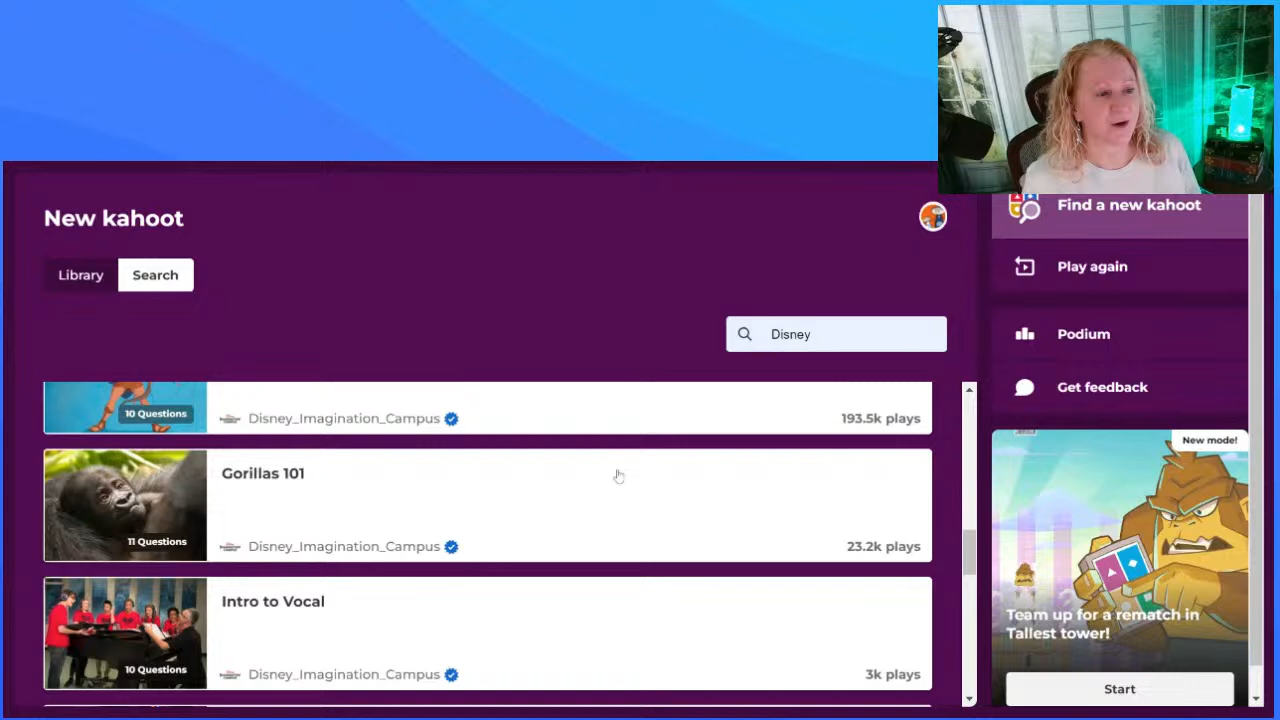 New kahoot
Library
Search
Disney
10 Questions
Disney_Imagination_Campus
193.5k plays
Gorillas 101
11 Questions
Disney_Imagination_Campus
23.2k plays
Intro to Vocal
10 Questions
Disney_Imagination_Campus
3k plays
Find a new kahoot
Play again
Podium
Get feedback
New mode!
Team up for a rematch in
Tallest tower!
Start